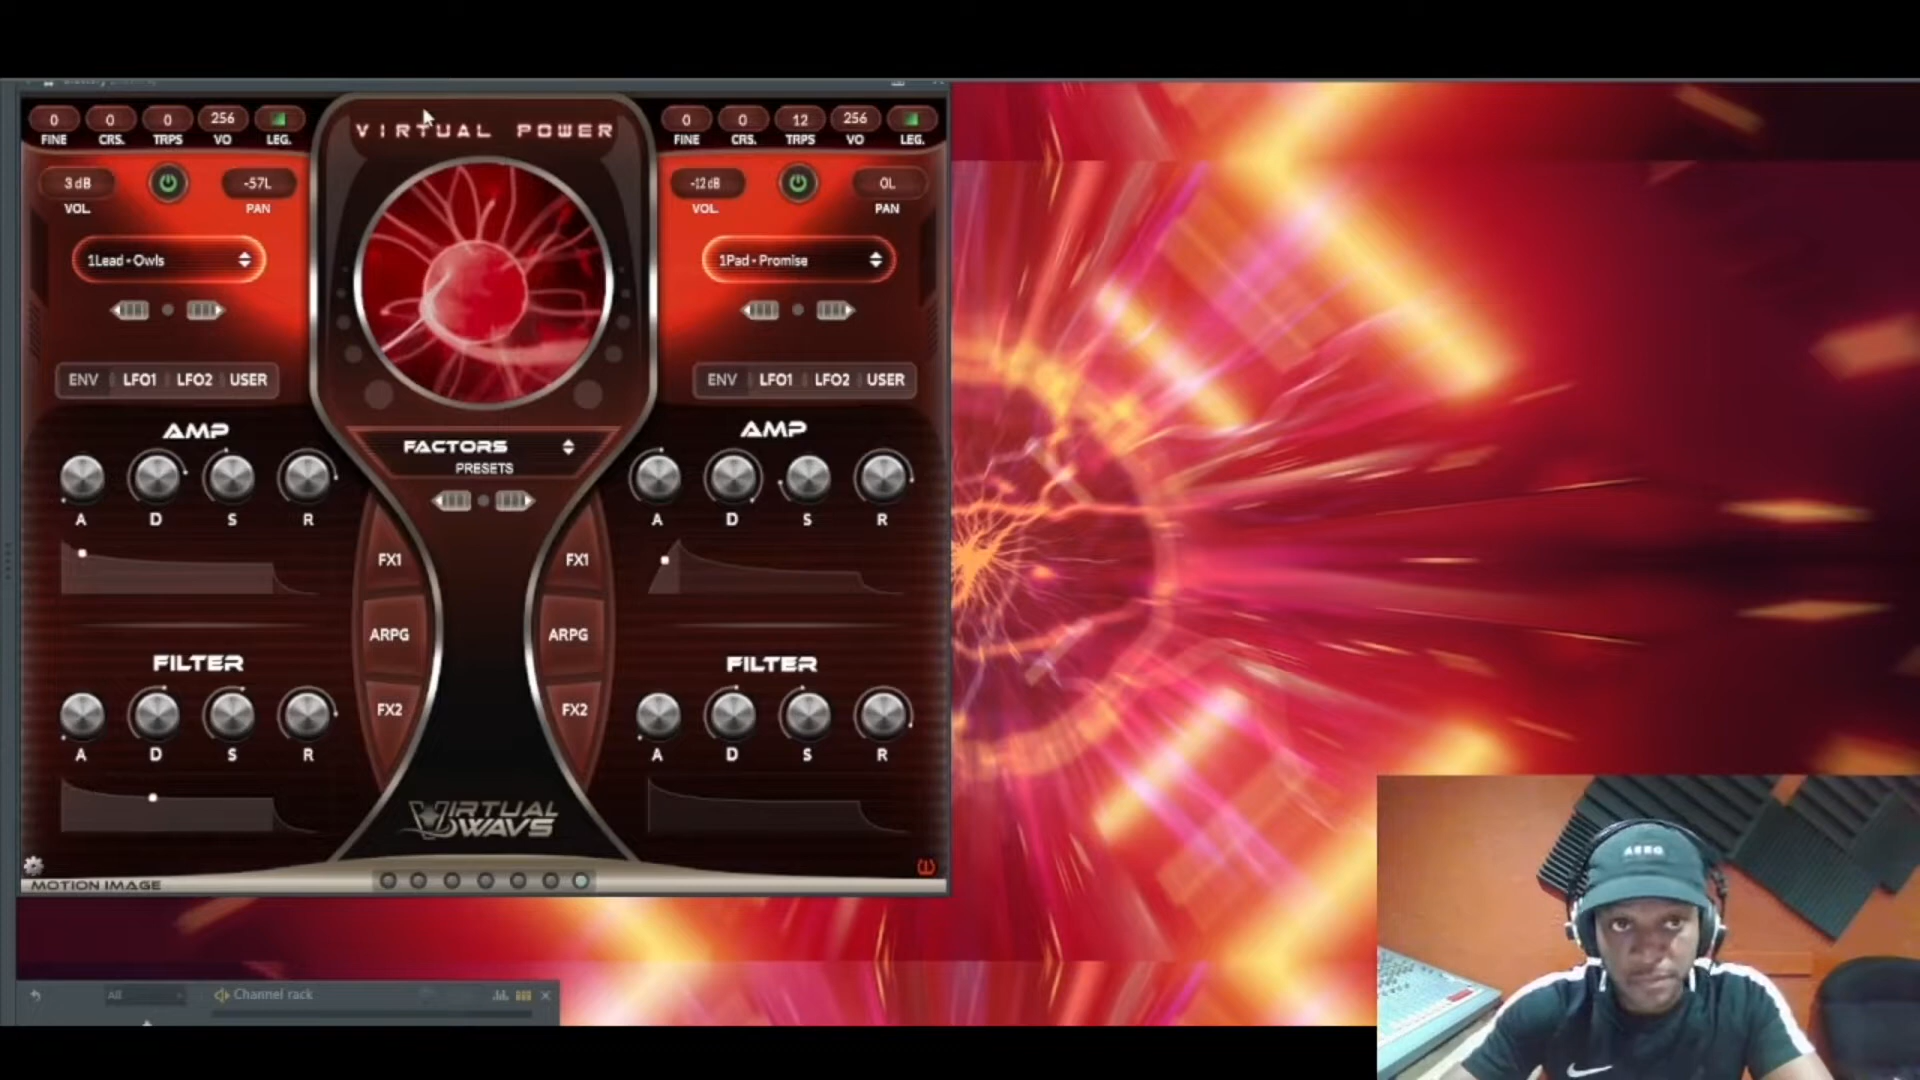 0 0 0 256
FINE CRS. TRPS VO LEG.
VIRTUAL POWER
0 0 12 256
FINE CRS. TRPS VO LEG.
3 dB -57L
VOL. PAN
-12 dB 0L
VOL. PAN
1Lead - Owls
1Pad - Promise
ENV LFO1 LFO2 USER
ENV LFO1 LFO2 USER
AMP
AMP
FACTORS
PRESETS
A D S R
A D S R
FX1
FX1
ARPG
ARPG
FILTER
FILTER
FX2
FX2
A D S R
A D S R
VIRTUAL
WAVS
MOTION IMAGE
All Channel rack